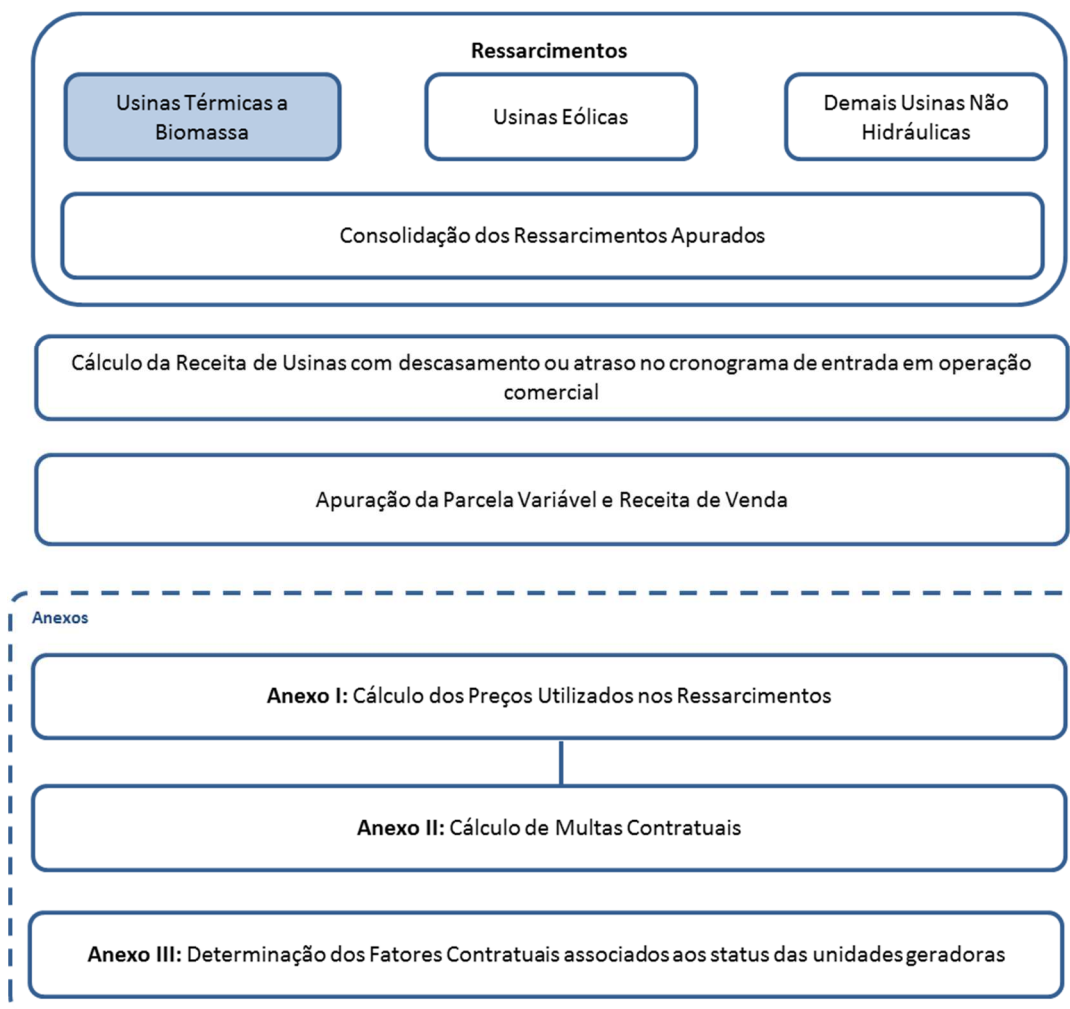 Ressarcimentos
Usinas Térmicas a
Biomassa
Usinas Eólicas
Demais Usinas Não
Hidráulicas
Consolidação dos Ressarcimentos Apurados
Cálculo da Receita de Usinas com descasamento ou atraso no cronograma de entrada em operação
comercial
Apuração da Parcela Variável e Receita de Venda
Anexos
Anexo I: Cálculo dos Preços Utilizados nos Ressarcimentos
Anexo II: Cálculo de Multas Contratuais
Anexo III: Determinação dos Fatores Contratuais associados aos status das unidades geradoras